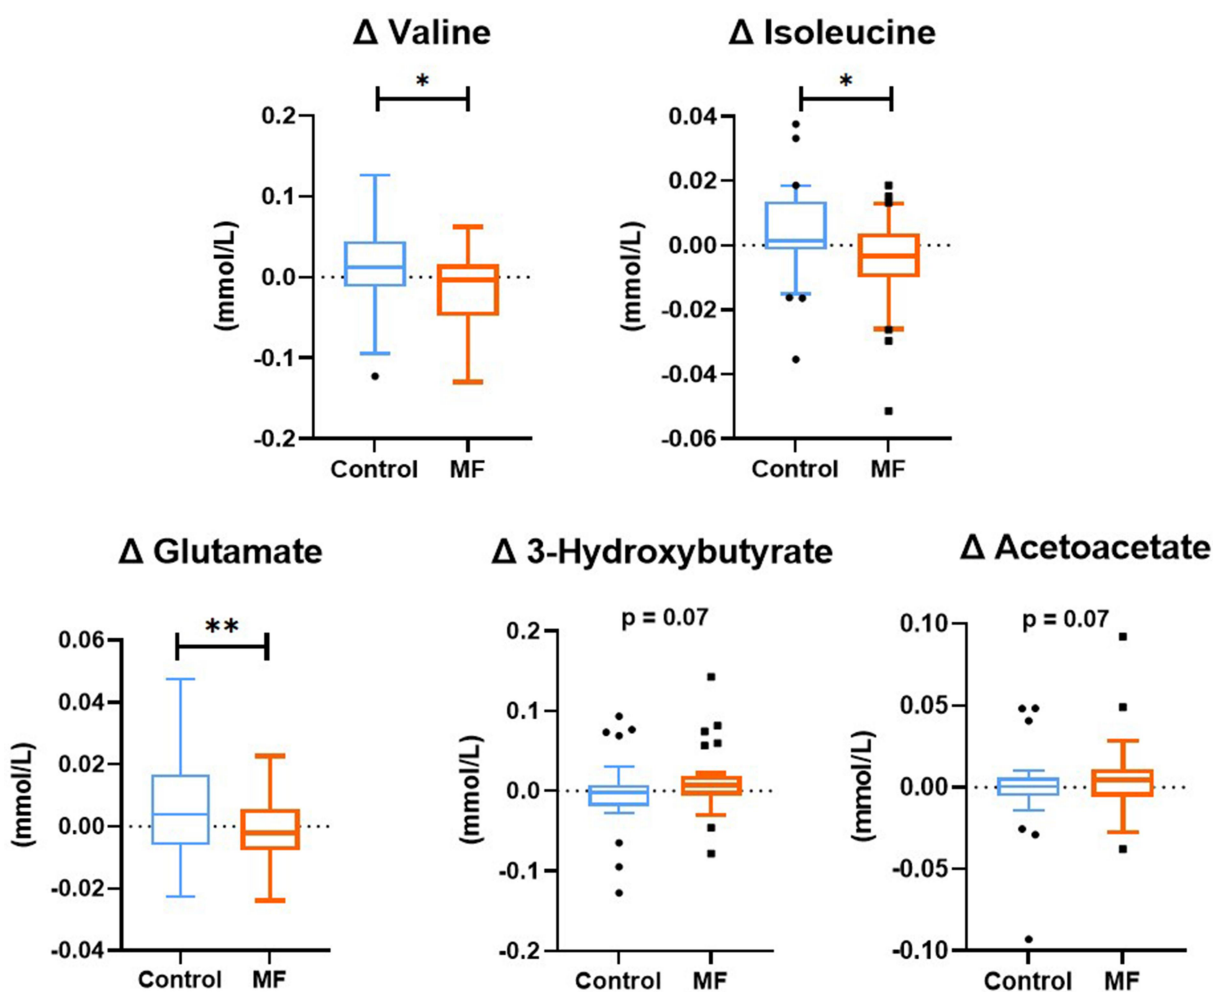 Δ Valine
Δ Isoleucine
*
*
0.2
0.1
0.0
-0.1
-0.2
(mmol/L)
Control MF
0.04
0.02
0.00
-0.02
-0.04
-0.06
(mmol/L)
Control MF
Δ Glutamate
Δ 3-Hydroxybutyrate
Δ Acetoacetate
**
0.06
0.04
0.02
0.00
-0.02
-0.04
(mmol/L)
Control MF
p = 0.07
0.2
0.1
0.0
-0.1
-0.2
(mmol/L)
Control MF
p = 0.07
0.10
0.05
0.00
-0.05
-0.10
(mmol/L)
Control MF